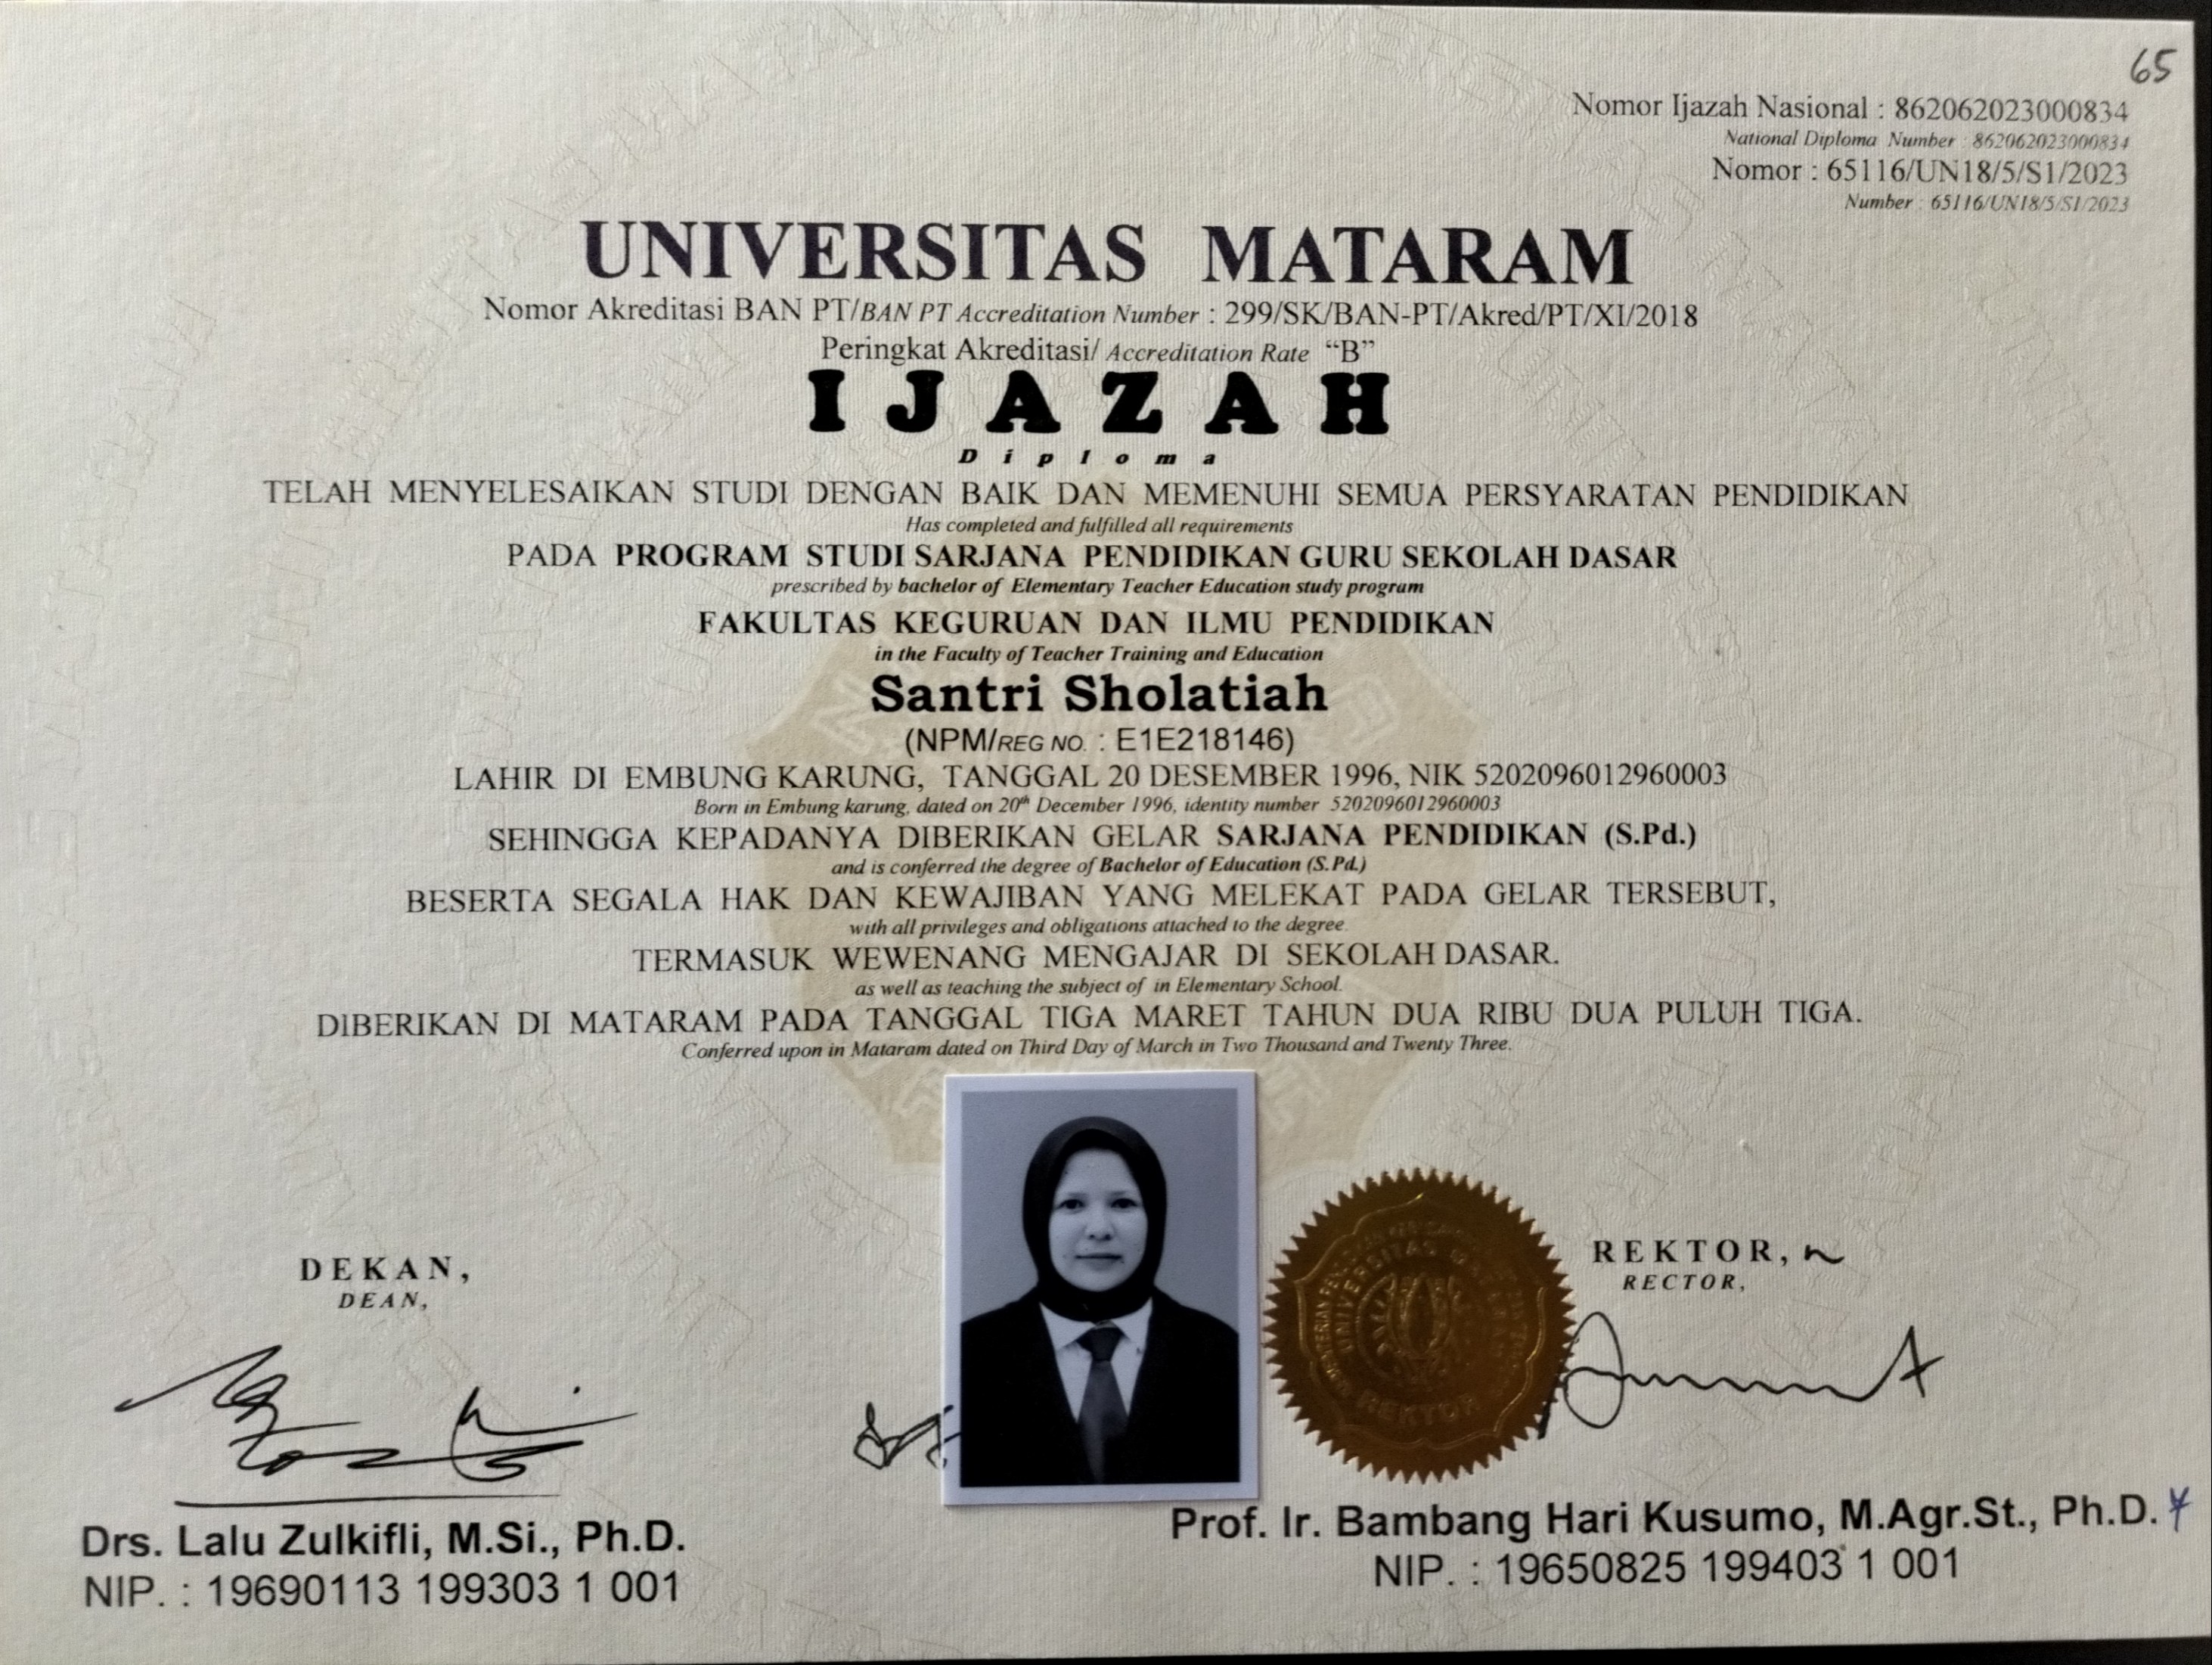 65
Nomor Ijazah Nasional : 862062023000834
National Diploma Number : 862062023000834
Nomor : 65116/UN18/5/S1/2023
Number : 65116/UN18/5/S1/2023
UNIVERSITAS MATARAM
Nomor Akreditasi BAN PT/BAN PT Accreditation Number : 299/SK/BAN-PT/Akred/PT/XI/2018
Peringkat Akreditasi/ Accreditation Rate “B”
IJAZAH
Diploma
TELAH MENYELESAIKAN STUDI DENGAN BAIK DAN MEMENUHI SEMUA PERSYARATAN PENDIDIKAN
Has completed and fulfilled all requirements
PADA PROGRAM STUDI SARJANA PENDIDIKAN GURU SEKOLAH DASAR
prescribed by bachelor of Elementary Teacher Education study program
FAKULTAS KEGURUAN DAN ILMU PENDIDIKAN
in the Faculty of Teacher Training and Education
Santri Sholatiah
(NPM/REG NO. : E1E218146)
LAHIR DI EMBUNG KARUNG, TANGGAL 20 DESEMBER 1996, NIK 5202096012960003
Born in Embung karung, dated on 20th December 1996, identity number 5202096012960003
SEHINGGA KEPADANYA DIBERIKAN GELAR SARJANA PENDIDIKAN (S.Pd.)
and is conferred the degree of Bachelor of Education (S.Pd.)
BESERTA SEGALA HAK DAN KEWAJIBAN YANG MELEKAT PADA GELAR TERSEBUT,
with all privileges and obligations attached to the degree.
TERMASUK WEWENANG MENGAJAR DI SEKOLAH DASAR.
as well as teaching the subject of in Elementary School.
DIBERIKAN DI MATARAM PADA TANGGAL TIGA MARET TAHUN DUA RIBU DUA PULUH TIGA.
Conferred upon in Mataram dated on Third Day of March in Two Thousand and Twenty Three.
DEKAN,
DEAN,
REKTOR,
RECTOR,
UNIVERSITAS
REKTOR
Drs. Lalu Zulkifli, M.Si., Ph.D.
NIP. : 19690113 199303 1 001
Prof. Ir. Bambang Hari Kusumo, M.Agr.St., Ph.D.
NIP. : 19650825 199403 1 001